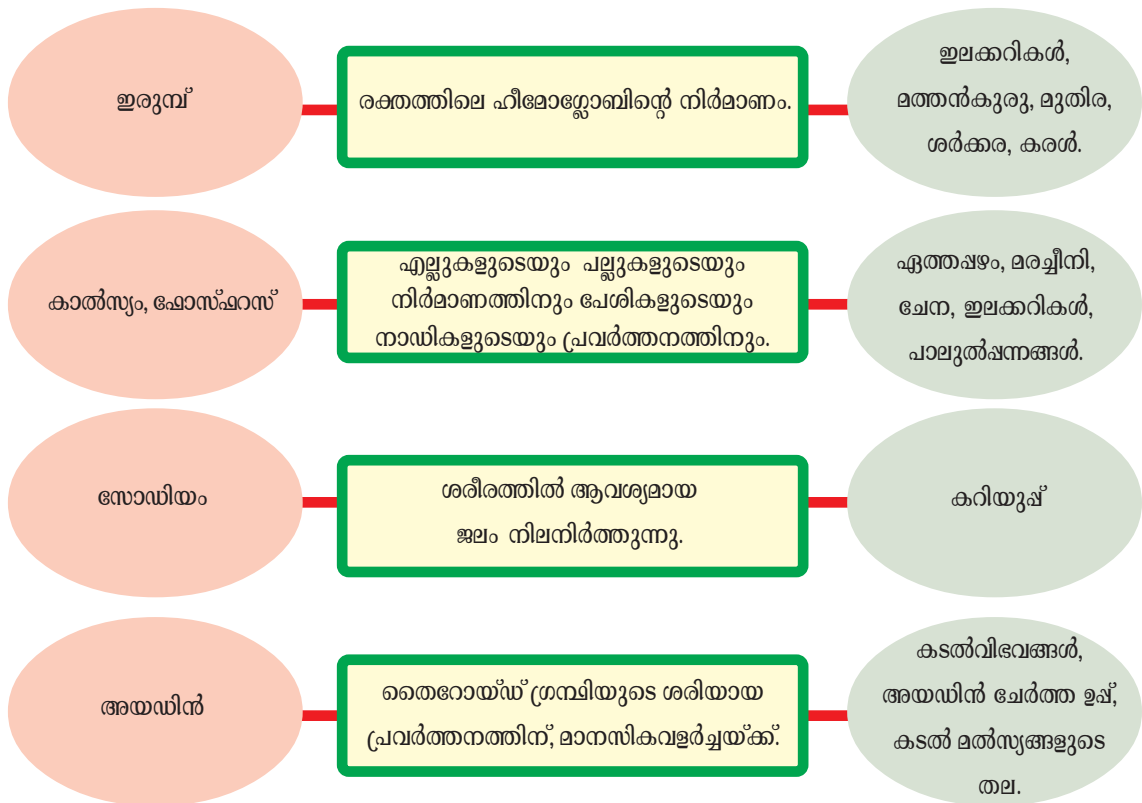 ഇരുമ്പ്
രക്തത്തിലെ ഹീമോഗ്ലോബിന്റെ നിർമാണം.
ഇലക്കറികൾ,
മത്തൻകുരു, മുതിര,
ശർക്കര, കരൾ.
കാൽസ്യം, ഫോസ്ഫറസ്
എല്ലുകളുടെയും പല്ലുകളുടെയും
നിർമാണത്തിനും പേശികളുടെയും
നാഡികളുടെയും പ്രവർത്തനത്തിനും.
ഏത്തപ്പഴം, മരച്ചീനി,
ചേന, ഇലക്കറികൾ,
പാലുൽപ്പന്നങ്ങൾ.
സോഡിയം
ശരീരത്തിൽ ആവശ്യമായ
ജലം നിലനിർത്തുന്നു.
കറിയുപ്പ്
അയഡിൻ
തൈറോയ്ഡ് ഗ്രന്ഥിയുടെ ശരിയായ
പ്രവർത്തനത്തിന്, മാനസികവളർച്ചയ്ക്ക്.
കടൽവിഭവങ്ങൾ,
അയഡിൻ ചേർത്ത ഉപ്പ്,
കടൽ മൽസ്യങ്ങളുടെ
തല.